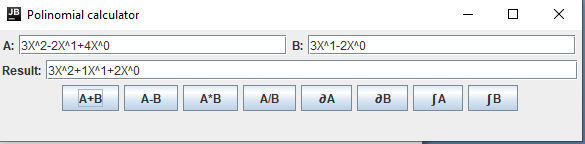 JB Polinomial calculator
A: 3X^2-2X^1+4X^0 B: 3X^1-2X^0
Result: 3X^2+1X^1+2X^0
A+B A-B A*B A/B ∂A ∂B ∫A ∫B